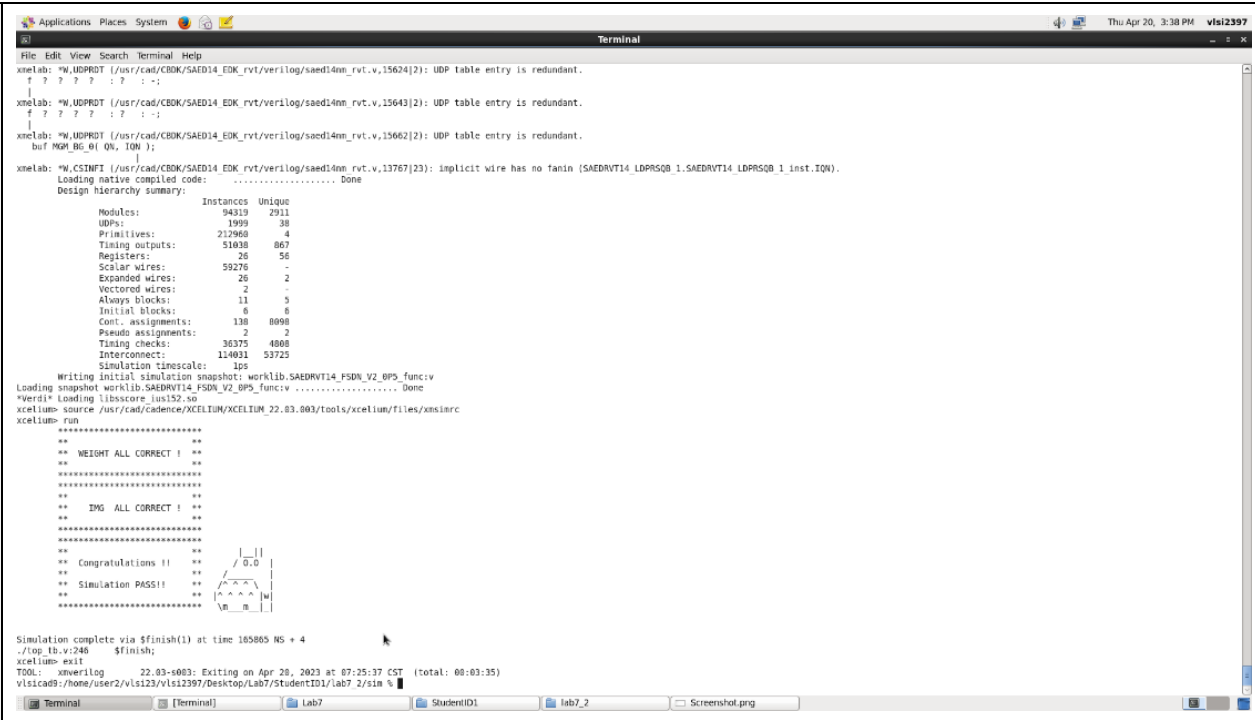 Applications Places System Thu Apr 20, 3:38 PM vlsi2397
Terminal
File Edit View Search Terminal Help
xmelab: *W,UDPRDT (/usr/cad/CBDK/SAED14_EDK_rvt/verilog/saed14nm_rvt.v,15624|2): UDP table entry is redundant.
f ? ? ? ? : ? : -;
|
xmelab: *W,UDPRDT (/usr/cad/CBDK/SAED14_EDK_rvt/verilog/saed14nm_rvt.v,15643|2): UDP table entry is redundant.
f ? ? ? ? : ? : -;
|
xmelab: *W,UDPRDT (/usr/cad/CBDK/SAED14_EDK_rvt/verilog/saed14nm_rvt.v,15662|2): UDP table entry is redundant.
buf MGM_BG_0( QN, IQN );
|
xmelab: *W,CSINFI (/usr/cad/CBDK/SAED14_EDK_rvt/verilog/saed14nm_rvt.v,13767|23): implicit wire has no fanin (SAEDRVT14_LDPRSQB_1.SAEDRVT14_LDPRSQB_1_inst.IQN).
Loading native compiled code: .................... Done
Design hierarchy summary:
Instances Unique
Modules: 94319 2911
UDPs: 1999 38
Primitives: 212960 4
Timing outputs: 51038 867
Registers: 26 56
Scalar wires: 59276 -
Expanded wires: 26 2
Vectored wires: 2 -
Always blocks: 11 5
Initial blocks: 6 6
Cont. assignments: 138 8098
Pseudo assignments: 2 2
Timing checks: 36375 4808
Interconnect: 114031 53725
Simulation timescale: 1ps
Writing initial simulation snapshot: worklib.SAEDRVT14_FSDN_V2_0P5_func:v
Loading snapshot worklib.SAEDRVT14_FSDN_V2_0P5_func:v .................... Done
*Verdi* Loading libsscore_ius152.so
xcelium> source /usr/cad/cadence/XCELIUM/XCELIUM_22.03.003/tools/xcelium/files/xmsimrc
xcelium> run
****************************
** **
** WEIGHT ALL CORRECT ! **
** **
****************************
****************************
** **
** IMG ALL CORRECT ! **
** **
****************************
****************************
** ** |__||
** Congratulations !! ** / 0.0 |
** ** /_____ |
** Simulation PASS!! ** /^ ^ ^ \ |
** ** |^ ^ ^ ^ |w|
**************************** \m___m__|_|
Simulation complete via $finish(1) at time 165865 NS + 4
./top_tb.v:246 $finish;
xcelium> exit
TOOL: xmverilog 22.03-s003: Exiting on Apr 20, 2023 at 07:25:37 CST (total: 00:03:35)
vlsicad9:/home/user2/vlsi23/vlsi2397/Desktop/Lab7/StudentID1/lab7_2/sim %
Terminal [Terminal] Lab7 StudentID1 lab7_2 Screenshot.png